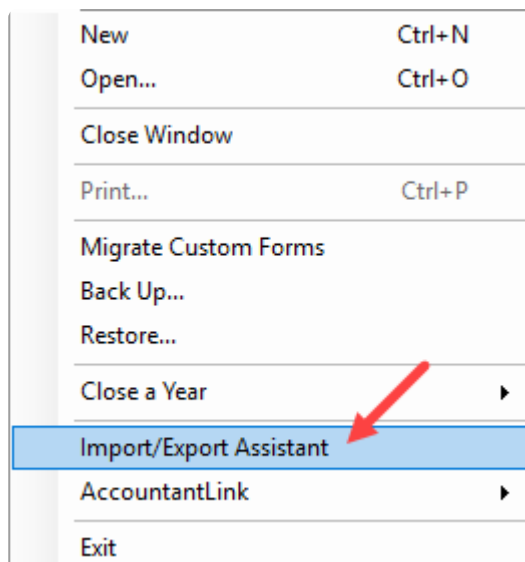 New Ctrl+N
Open... Ctrl+O
Close Window
Print... Ctrl+P
Migrate Custom Forms
Back Up...
Restore...
Close a Year
Import/Export Assistant
AccountantLink
Exit